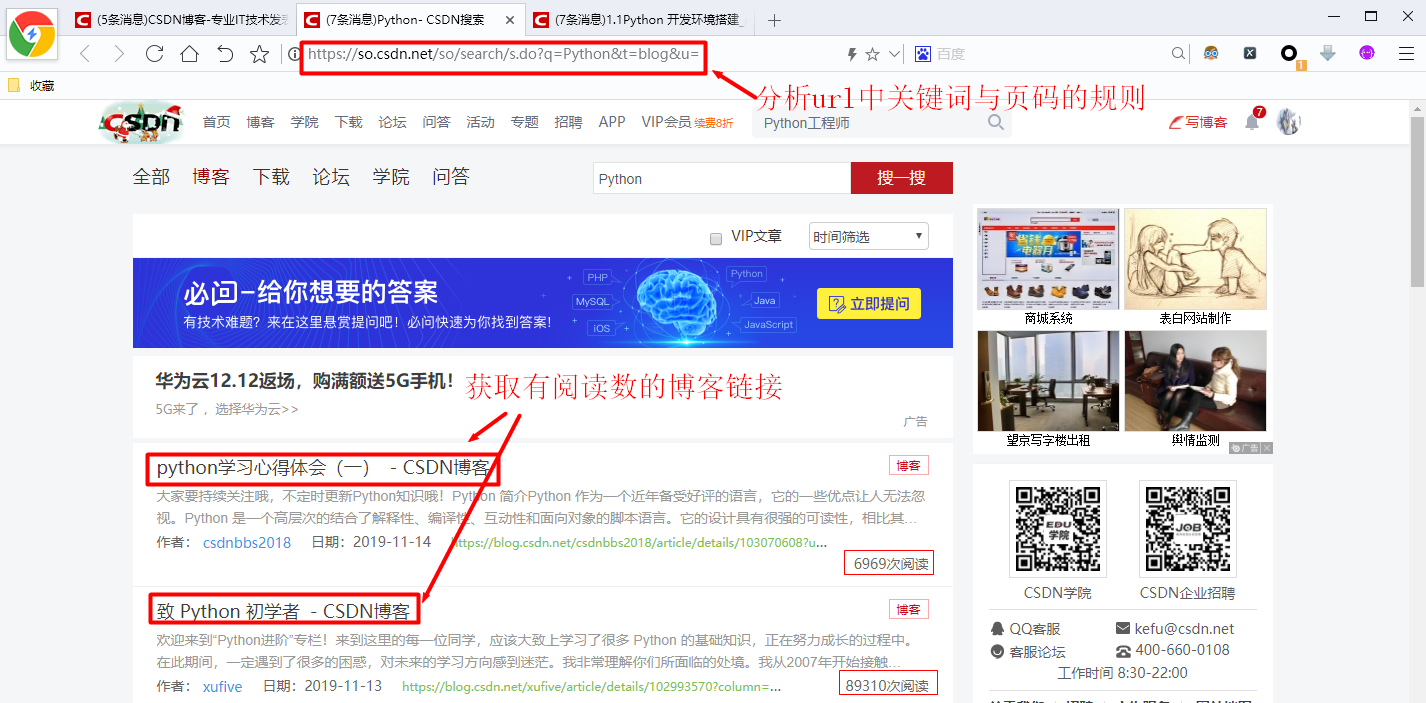 (5条消息)CSDN博客-专业IT技术发
(7条消息)Python- CSDN搜索
(7条消息)1.1Python 开发环境搭建_
https://so.csdn.net/so/search/s.do?q=Python&t=blog&u=
百度
1
收藏
分析url中关键词与页码的规则
CSDN
首页 博客 学院 下载 论坛 问答 活动 专题 招聘 APP VIP会员 续费8折
Python工程师
写博客
7
全部 博客 下载 论坛 学院 问答
Python
搜一搜
VIP文章
时间筛选
必问-给你想要的答案
有技术难题？来在这里悬赏提问吧！必问快速为你找到答案!
PHP
Python
MySQL
Java
iOS
JavaScript
立即提问
商城系统
表白网站制作
望京写字楼出租
舆情监测
广告
华为云12.12返场，购满额送5G手机！
获取有阅读数的博客链接
5G来了，选择华为云>>
广告
python学习心得体会（一） - CSDN博客
博客
大家要持续关注哦，不定时更新Python知识哦！Python 简介Python 作为一个近年备受好评的语言，它的一些优点让人无法忽
视。Python 是一个高层次的结合了解释性、编译性、互动性和面向对象的脚本语言。它的设计具有很强的可读性，相比其...
作者： csdnbbs2018 日期：2019-11-14 https://blog.csdn.net/csdnbbs2018/article/details/103070608?u...
6969次阅读
致 Python 初学者 - CSDN博客
博客
欢迎来到“Python进阶”专栏！来到这里的每一位同学，应该大致上学习了很多 Python 的基础知识，正在努力成长的过程中。
在此期间，一定遇到了很多的困惑，对未来的学习方向感到迷茫。我非常理解你们所面临的处境。我从2007年开始接触...
作者： xufive 日期：2019-11-13 https://blog.csdn.net/xufive/article/details/102993570?column=...
89310次阅读
EDU
学院
JOB
CSDN学院
CSDN企业招聘
QQ客服
kefu@csdn.net
客服论坛
400-660-0108
工作时间 8:30-22:00